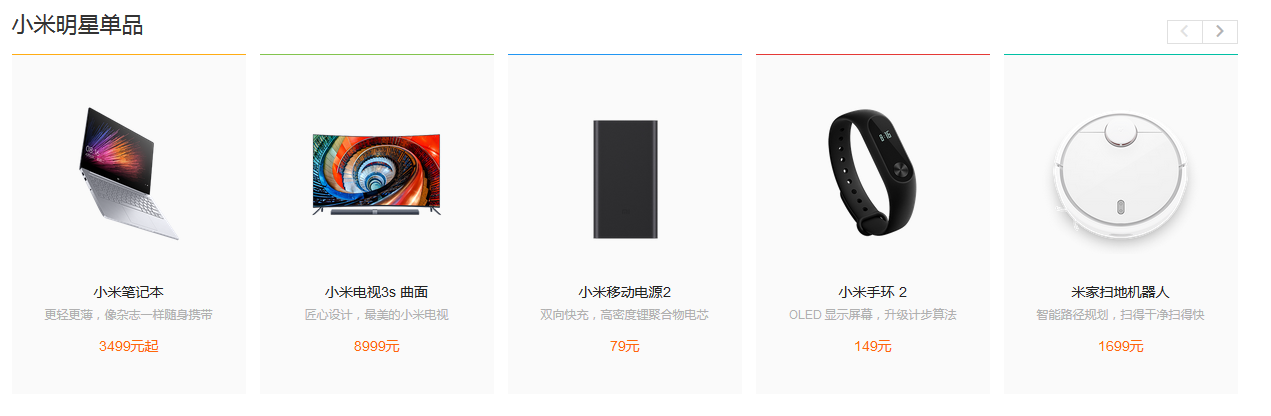 小米明星单品
小米笔记本
更轻更薄，像杂志一样随身携带
3499元起
小米电视3s 曲面
匠心设计，最美的小米电视
8999元
小米移动电源2
双向快充，高密度锂聚合物电芯
79元
小米手环 2
OLED 显示屏幕，升级计步算法
149元
米家扫地机器人
智能路径规划，扫得干净扫得快
1699元